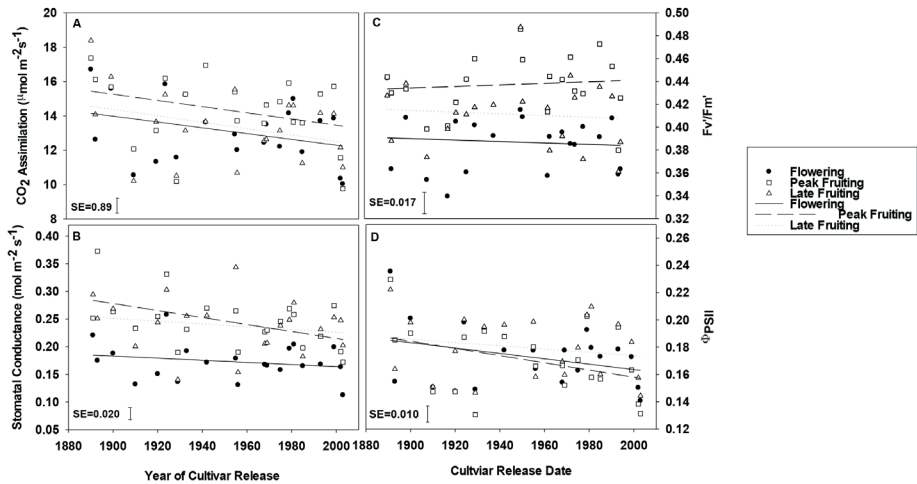 A
CO2 Assimilation (µmol m-2s-1)
20
18
16
14
12
10
8
SE=0.89
B
Stomatal Conductance (mol m-2 s-1)
0.40
0.35
0.30
0.25
0.20
0.15
0.10
0.05
SE=0.020
1880 1900 1920 1940 1960 1980 2000
Year of Cultivar Release
C
0.50
0.48
0.46
0.44
0.42
0.40
0.38
0.36
0.34
0.32
Fv'/Fm'
SE=0.017
D
0.26
0.24
0.22
0.20
0.18
0.16
0.14
0.12
ΦPSII
SE=0.010
1880 1900 1920 1940 1960 1980 2000
Cultviar Release Date
Flowering
Peak Fruiting
Late Fruiting
Flowering
Peak Fruiting
Late Fruiting